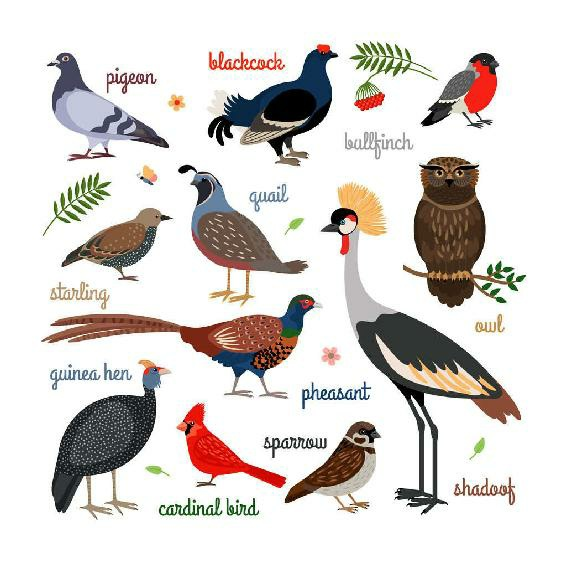 pigeon
blackcock
bullfinch
quail
starling
owl
guinea hen
pheasant
sparrow
shadoof
cardinal bird